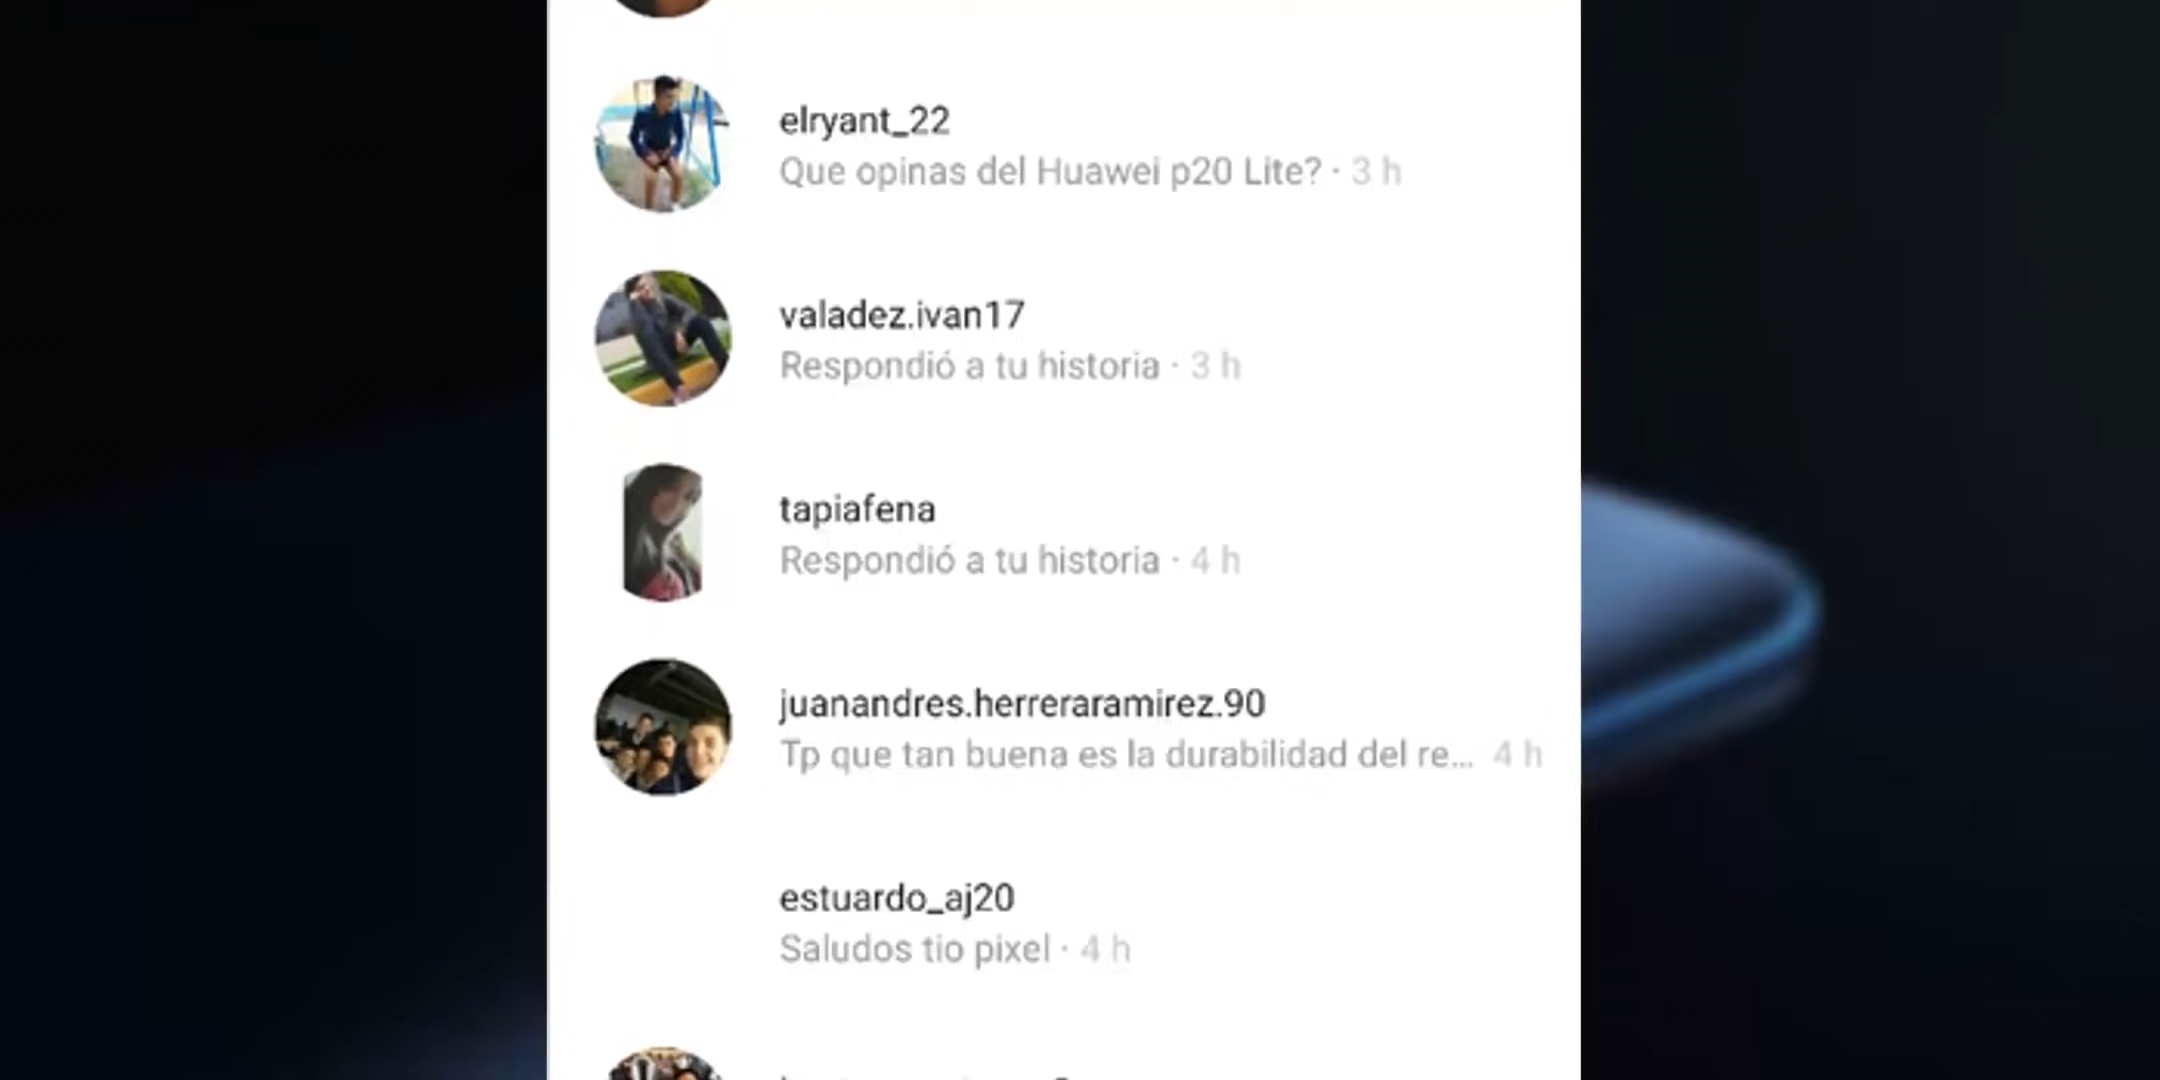 elryant_22
Que opinas del Huawei p20 Lite? · 3 h
valadez.ivan17
Respondió a tu historia · 3 h
tapiafena
Respondió a tu historia · 4 h
juanandres.herreraramirez.90
Tp que tan buena es la durabilidad del re... 4 h
estuardo_aj20
Saludos tio pixel · 4 h